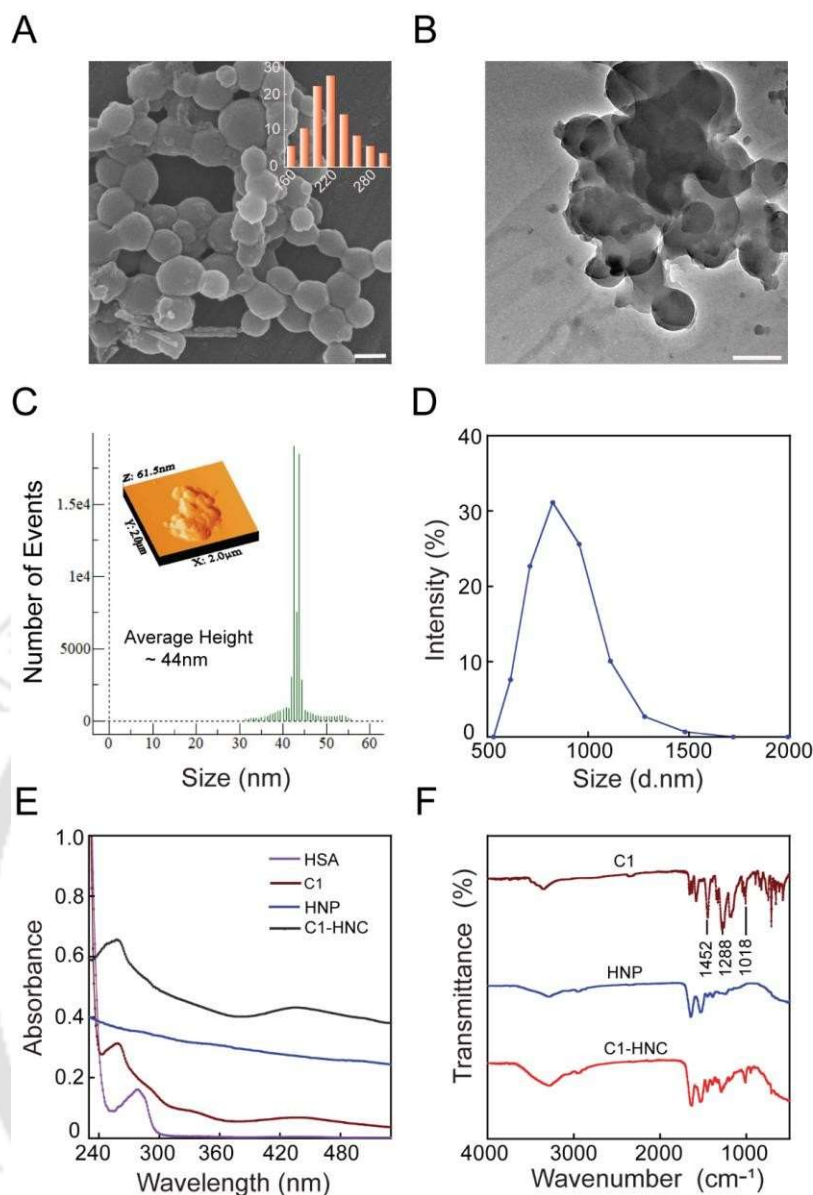 A
30
20
10
0
160
220
280
B
C
Number of Events
1.5e4
1e4
5000
0
Z: 61.5nm
Y: 2.0μm
X: 2.0μm
Average Height
~ 44nm
0 10 20 30 40 50 60
Size (nm)
D
Intensity (%)
40
30
20
10
0
500 1000 1500 2000
Size (d.nm)
E
Absorbance
1.0
0.8
0.6
0.4
0.2
0
HSA
C1
HNP
C1-HNC
240 300 360 420 480
Wavelength (nm)
F
Transmittance (%)
C1
1452
1288
1018
HNP
C1-HNC
4000 3000 2000 1000
Wavenumber (cm⁻¹)